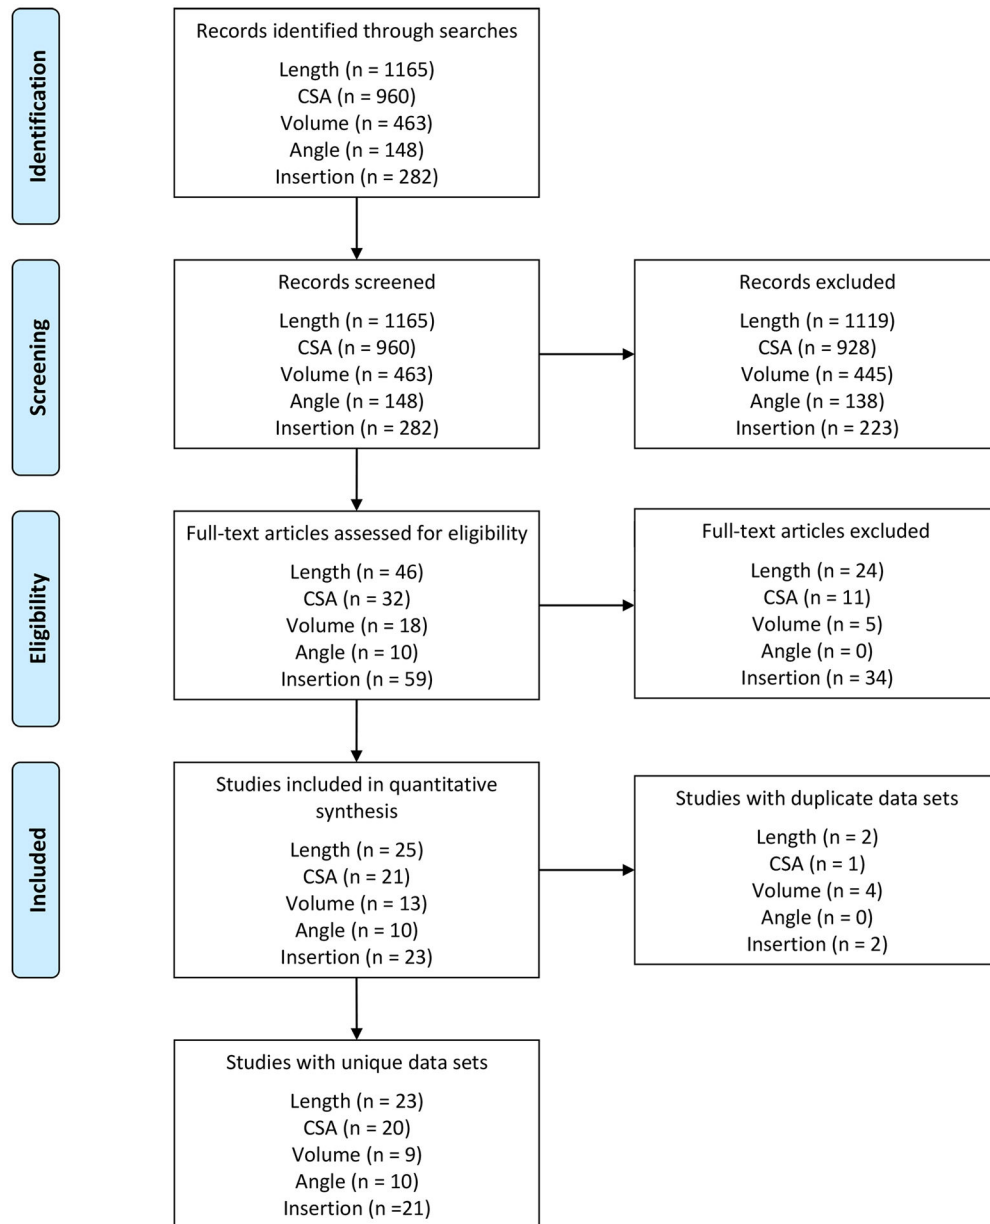 Identification
Records identified through searches
Length (n = 1165)
CSA (n = 960)
Volume (n = 463)
Angle (n = 148)
Insertion (n = 282)
Screening
Records screened
Length (n = 1165)
CSA (n = 960)
Volume (n = 463)
Angle (n = 148)
Insertion (n = 282)
Records excluded
Length (n = 1119)
CSA (n = 928)
Volume (n = 445)
Angle (n = 138)
Insertion (n = 223)
Eligibility
Full-text articles assessed for eligibility
Length (n = 46)
CSA (n = 32)
Volume (n = 18)
Angle (n = 10)
Insertion (n = 59)
Full-text articles excluded
Length (n = 24)
CSA (n = 11)
Volume (n = 5)
Angle (n = 0)
Insertion (n = 34)
Included
Studies included in quantitative
synthesis
Length (n = 25)
CSA (n = 21)
Volume (n = 13)
Angle (n = 10)
Insertion (n = 23)
Studies with duplicate data sets
Length (n = 2)
CSA (n = 1)
Volume (n = 4)
Angle (n = 0)
Insertion (n = 2)
Studies with unique data sets
Length (n = 23)
CSA (n = 20)
Volume (n = 9)
Angle (n = 10)
Insertion (n =21)